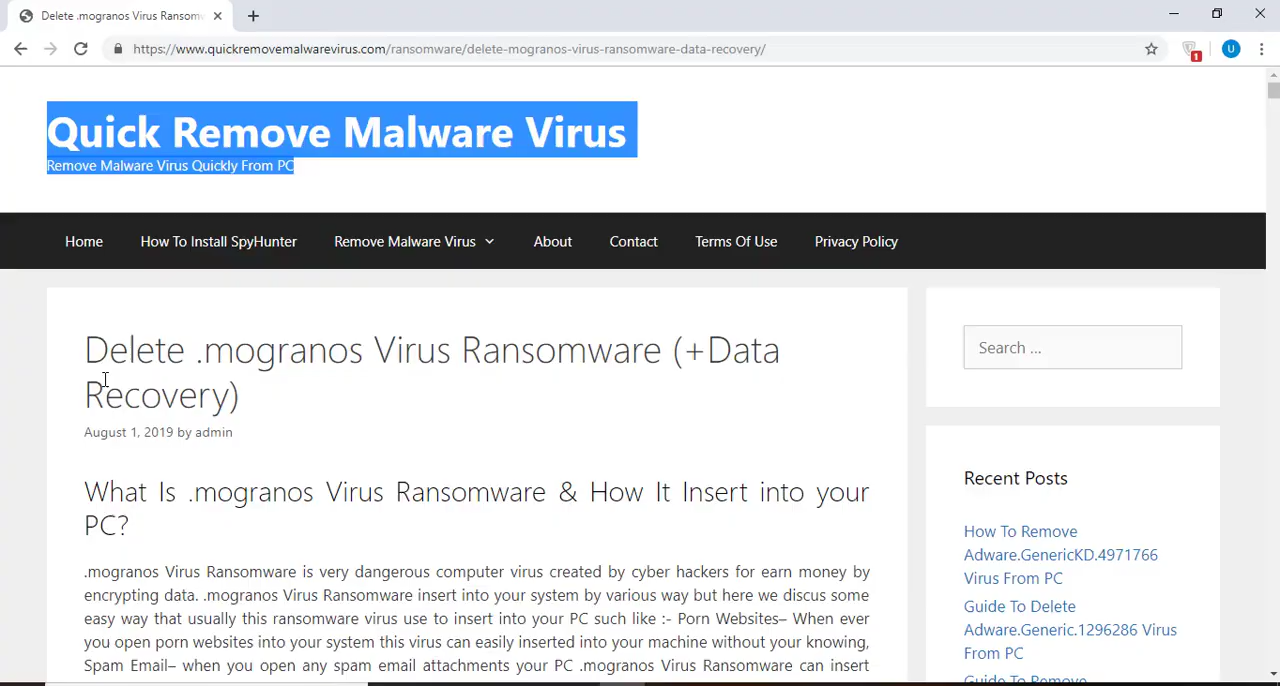 Delete .mogranos Virus Ransom
https://www.quickremovemalwarevirus.com/ransomware/delete-mogranos-virus-ransomware-data-recovery/
1
U
Quick Remove Malware Virus
Remove Malware Virus Quickly From PC
Home
How To Install SpyHunter
Remove Malware Virus
About
Contact
Terms Of Use
Privacy Policy
Delete .mogranos Virus Ransomware (+Data
Recovery)
August 1, 2019 by admin
What Is .mogranos Virus Ransomware & How It Insert into your
PC?
.mogranos Virus Ransomware is very dangerous computer virus created by cyber hackers for earn money by
encrypting data. .mogranos Virus Ransomware insert into your system by various way but here we discus some
easy way that usually this ransomware virus use to insert into your PC such like :- Porn Websites– When ever
you open porn websites into your system this virus can easily inserted into your machine without your knowing,
Spam Email– when you open any spam email attachments your PC .mogranos Virus Ransomware can insert
Search ...
Recent Posts
How To Remove
Adware.GenericKD.4971766
Virus From PC
Guide To Delete
Adware.Generic.1296286 Virus
From PC
Guide To Remove